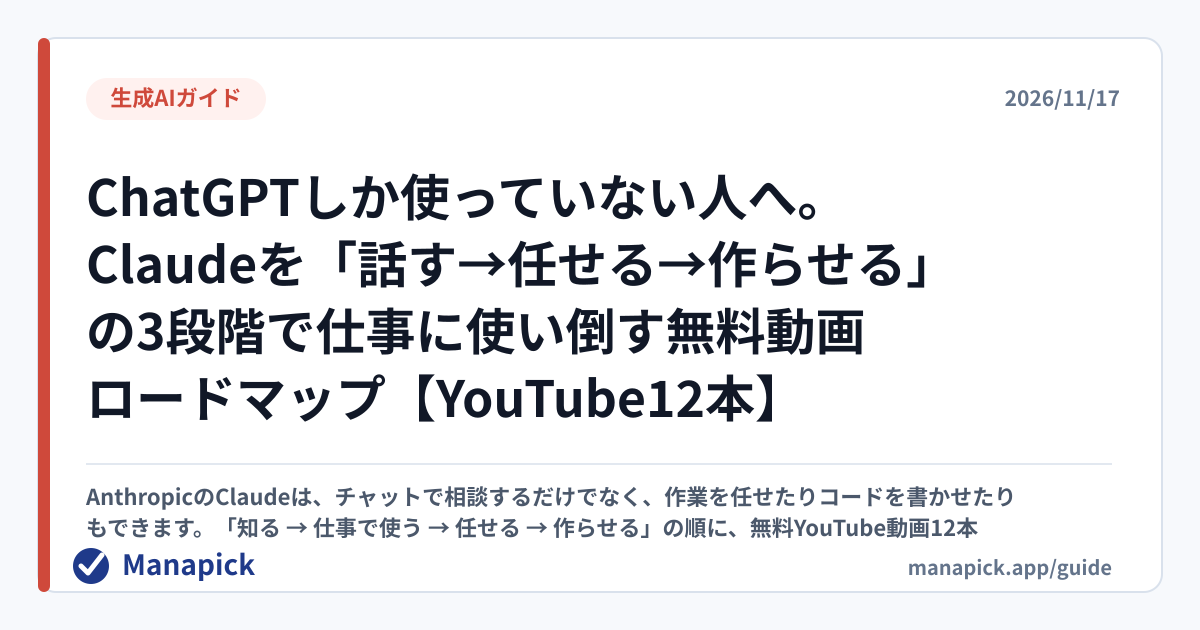 生成AIガイド
2026/11/17
ChatGPTしか使っていない人へ。
Claudeを「話す→任せる→作らせる」
の3段階で仕事に使い倒す無料動画
ロードマップ【YouTube12本】
AnthropicのClaudeは、チャットで相談するだけでなく、作業を任せたりコードを書かせたり
もできます。「知る → 仕事で使う → 任せる → 作らせる」の順に、無料YouTube動画12本
Manapick
manapick.app/guide